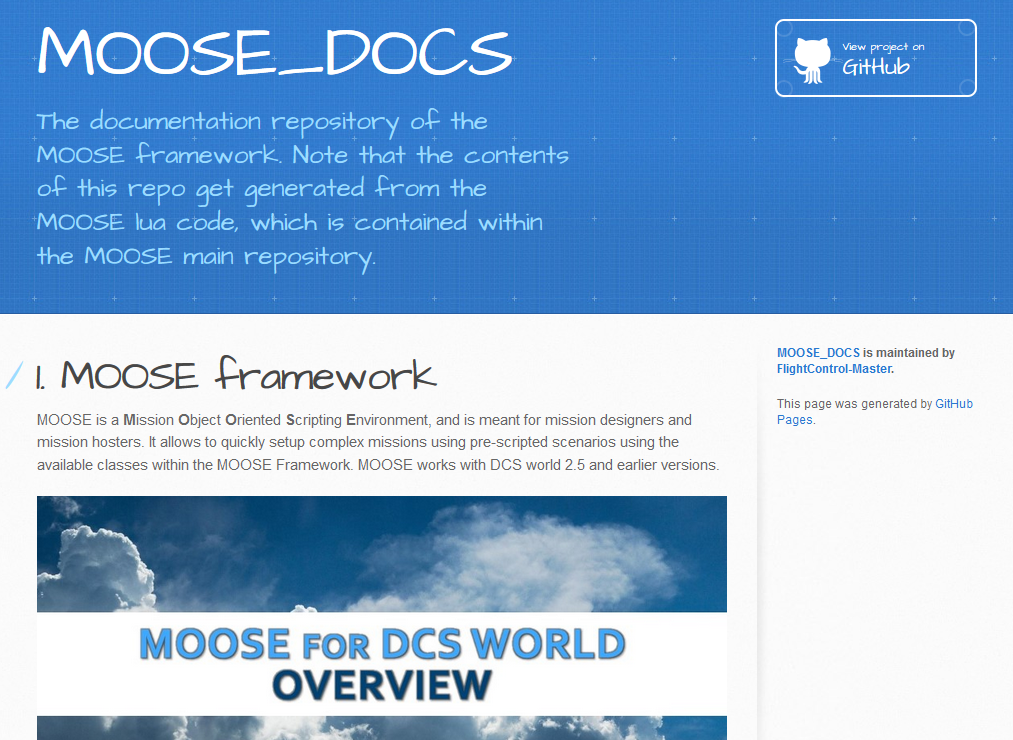 MOOSE_DOCS
View project on
GitHub
The documentation repository of the
MOOSE framework. Note that the contents
of this repo get generated from the
MOOSE lua code, which is contained within
the MOOSE main repository.
1. MOOSE framework
MOOSE is a Mission Object Oriented Scripting Environment, and is meant for mission designers and
mission hosters. It allows to quickly setup complex missions using pre-scripted scenarios using the
available classes within the MOOSE Framework. MOOSE works with DCS world 2.5 and earlier versions.
MOOSE FOR DCS WORLD
OVERVIEW
MOOSE_DOCS is maintained by
FlightControl-Master.
This page was generated by GitHub
Pages.